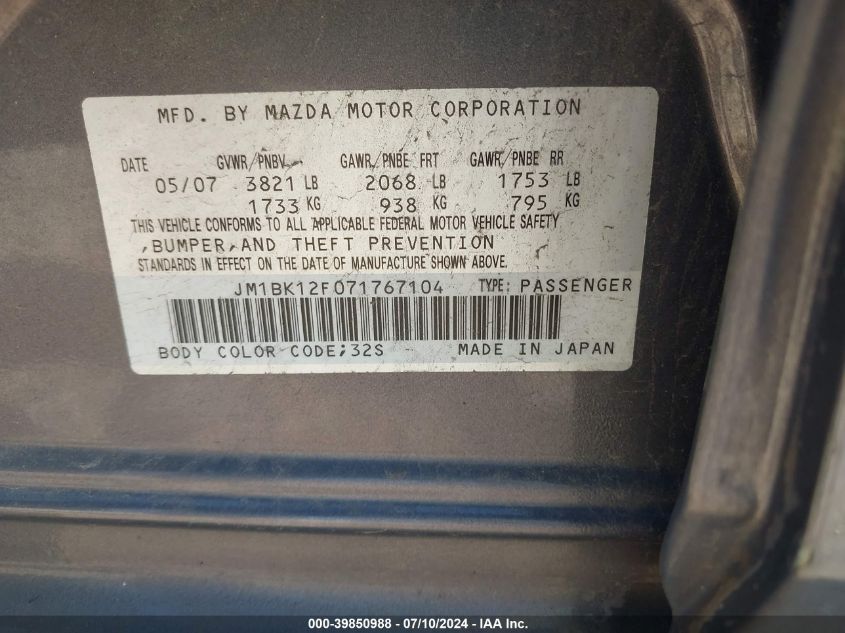 MFD. BY MAZDA MOTOR CORPORATION
DATE GVWR/PNBV GAWR/PNBE FRT GAWR/PNBE RR
05/07 3821 LB 2068 LB 1753 LB
1733 KG 938 KG 795 KG
THIS VEHICLE CONFORMS TO ALL APPLICABLE FEDERAL MOTOR VEHICLE SAFETY
,BUMPER,AND THEFT PREVENTION
STANDARDS IN EFFECT ON THE DATE OF MANUFACTURE SHOWN ABOVE.
JM1BK12F071767104 TYPE: PASSENGER
BODY COLOR CODE;32S MADE IN JAPAN
000-39850988 - 07/10/2024 - IAA Inc.